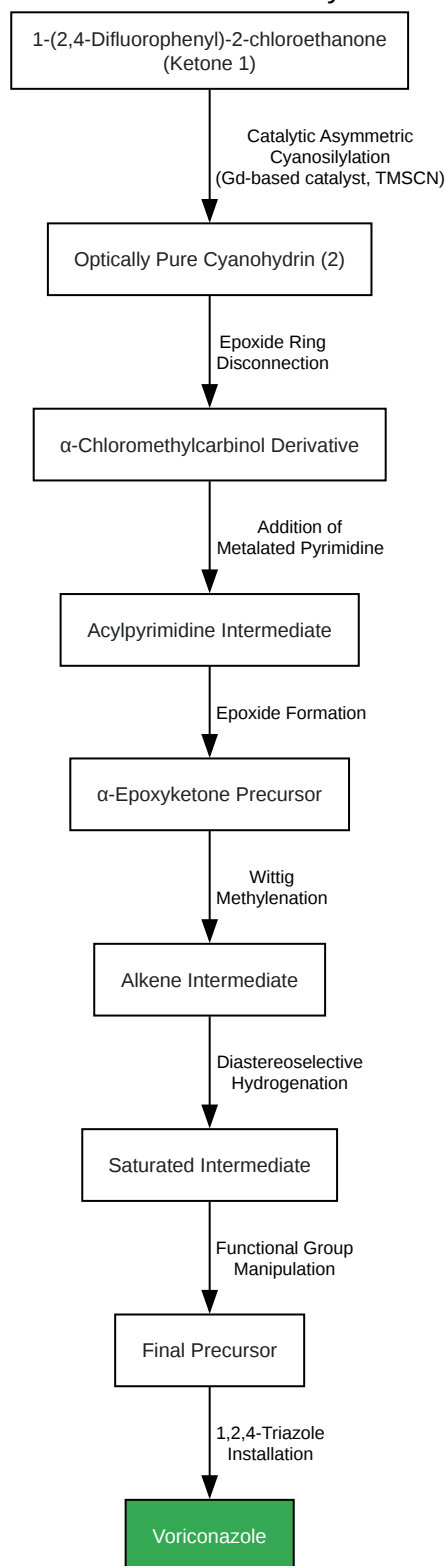 1-(2,4-Difluorophenyl)-2-chloroethanone
(Ketone 1)
Catalytic Asymmetric
Cyanosilylation
(Gd-based catalyst, TMSCN)
Optically Pure Cyanohydrin (2)
Epoxide Ring
Disconnection
α-Chloromethylcarbinol Derivative
Addition of
Metalated Pyrimidine
Acylpyrimidine Intermediate
Epoxide Formation
α-Epoxyketone Precursor
Wittig
Methylenation
Alkene Intermediate
Diastereoselective
Hydrogenation
Saturated Intermediate
Functional Group
Manipulation
Final Precursor
1,2,4-Triazole
Installation
Voriconazole